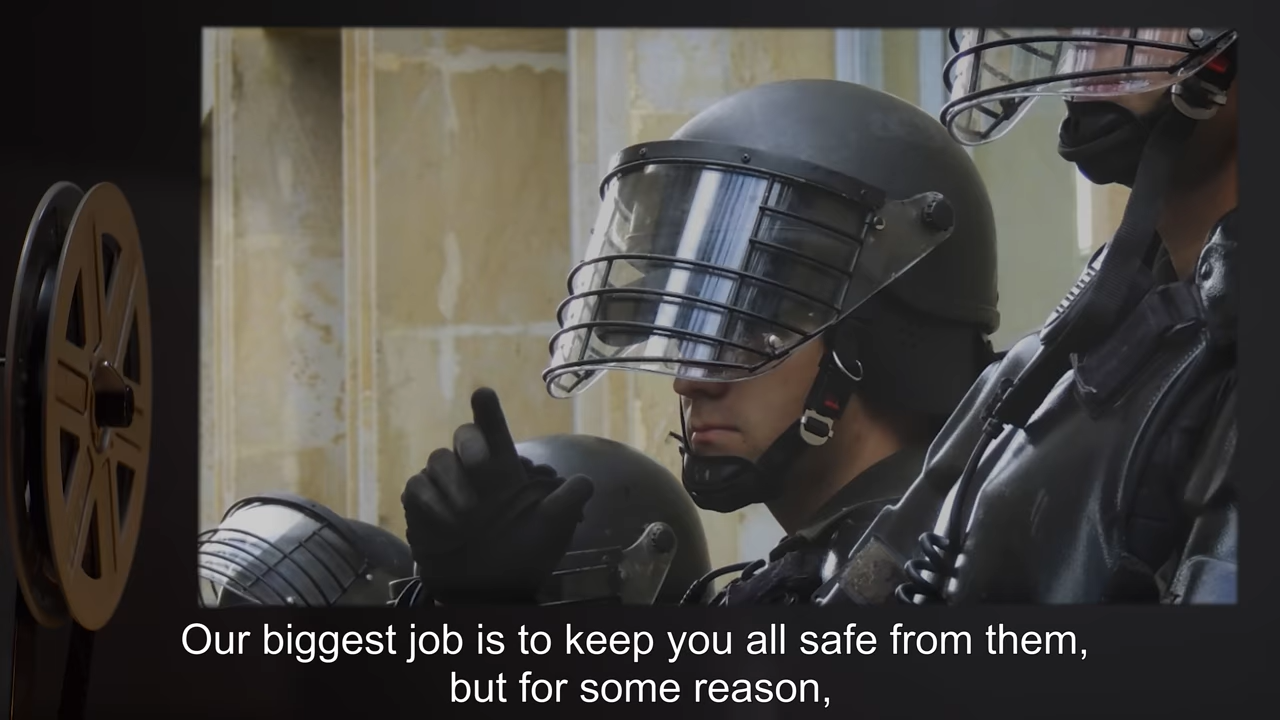 Our biggest job is to keep you all safe from them,
but for some reason,